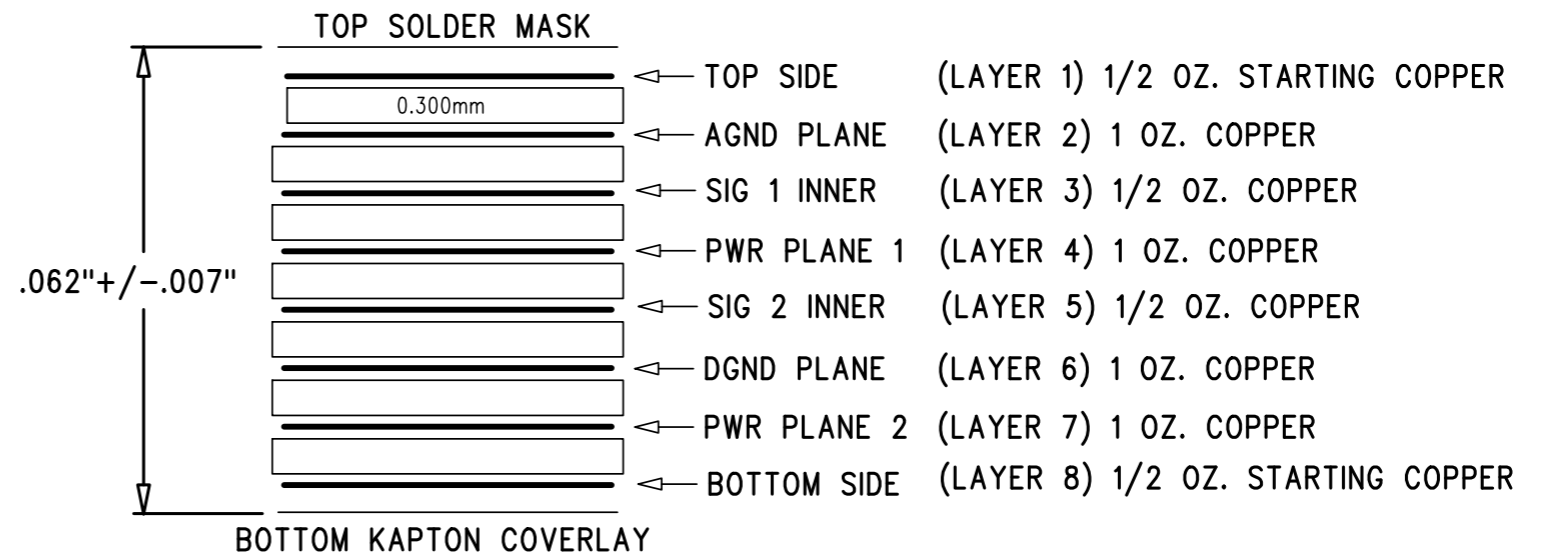 TOP SOLDER MASK
TOP SIDE (LAYER 1) 1/2 OZ. STARTING COPPER
0.300mm
AGND PLANE (LAYER 2) 1 OZ. COPPER
SIG 1 INNER (LAYER 3) 1/2 OZ. COPPER
PWR PLANE 1 (LAYER 4) 1 OZ. COPPER
.062"+/-.007"
SIG 2 INNER (LAYER 5) 1/2 OZ. COPPER
DGND PLANE (LAYER 6) 1 OZ. COPPER
PWR PLANE 2 (LAYER 7) 1 OZ. COPPER
BOTTOM SIDE (LAYER 8) 1/2 OZ. STARTING COPPER
BOTTOM KAPTON COVERLAY